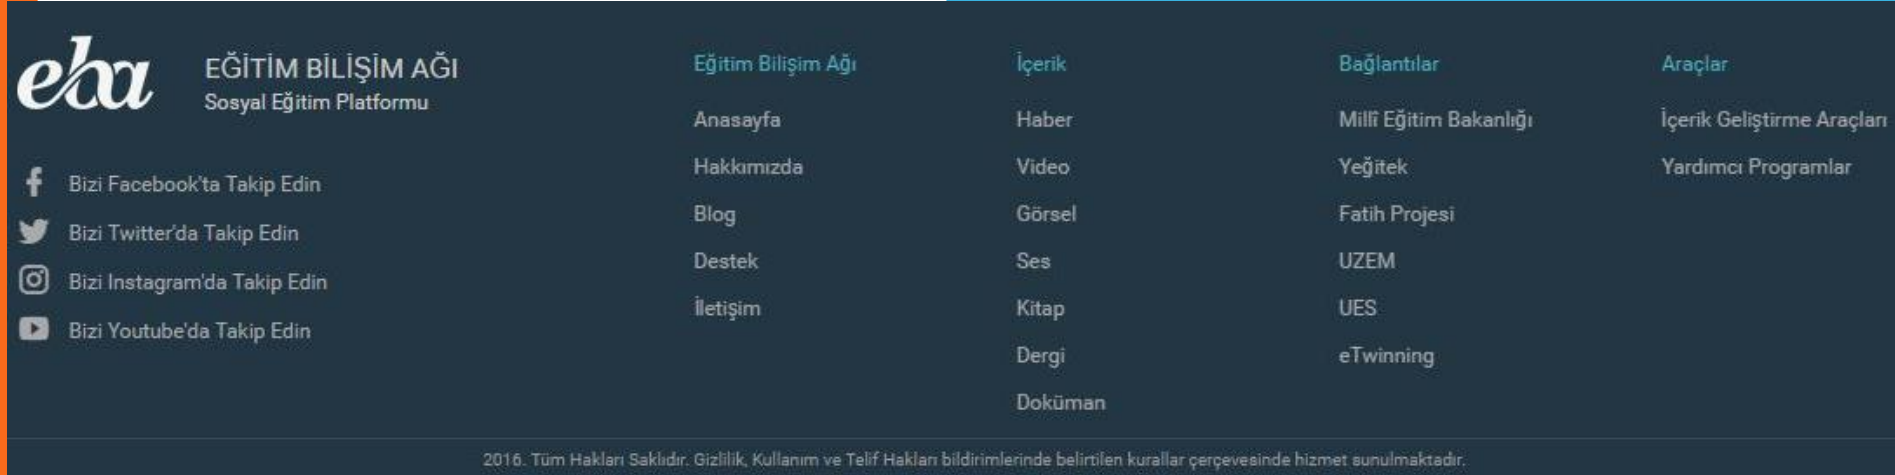 eba
EĞİTİM BİLİŞİM AĞI
Sosyal Eğitim Platformu
Bizi Facebook'ta Takip Edin
Bizi Twitter'da Takip Edin
Bizi Instagram'da Takip Edin
Bizi Youtube'da Takip Edin
Eğitim Bilişim Ağı
Anasayfa
Hakkımızda
Blog
Destek
İletişim
İçerik
Haber
Video
Görsel
Ses
Kitap
Dergi
Doküman
Bağlantılar
Millî Eğitim Bakanlığı
Yeğitek
Fatih Projesi
UZEM
UES
eTwinning
Araçlar
İçerik Geliştirme Araçları
Yardımcı Programlar
2016. Tüm Hakları Saklıdır. Gizlilik, Kullanım ve Telif Hakları bildirimlerinde belirtilen kurallar çerçevesinde hizmet sunulmaktadır.